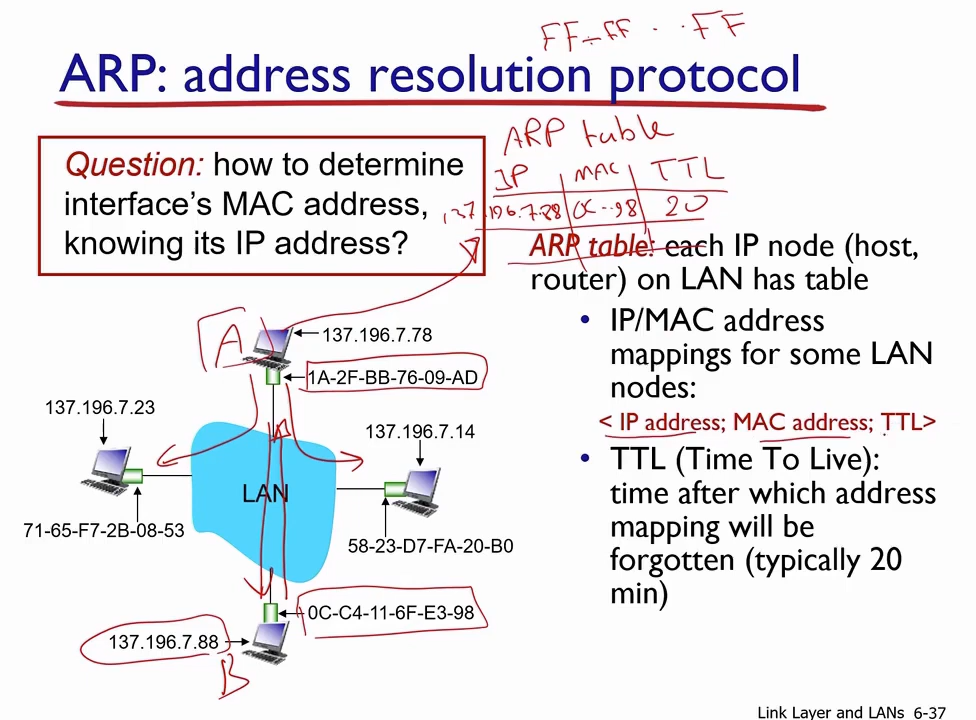 FF-FF . . FF
ARP: address resolution protocol
ARP table
IP MAC TTL
137.196.7.88 0C-..98 20
Question: how to determine
interface's MAC address,
knowing its IP address?
ARP table: each IP node (host,
router) on LAN has table
• IP/MAC address
mappings for some LAN
nodes:
< IP address; MAC address; TTL>
• TTL (Time To Live):
time after which address
mapping will be
forgotten (typically 20
min)
A
137.196.7.78
1A-2F-BB-76-09-AD
137.196.7.23
137.196.7.14
LAN
71-65-F7-2B-08-53
58-23-D7-FA-20-B0
0C-C4-11-6F-E3-98
137.196.7.88
B
Link Layer and LANs 6-37